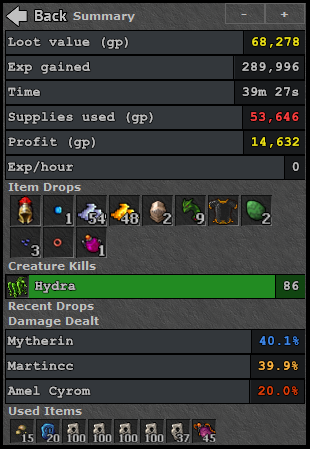 Back Summary - +
Loot value (gp) 68,278
Exp gained 289,996
Time 39m 27s
Supplies used (gp) 53,646
Profit (gp) 14,632
Exp/hour 0
Item Drops
1 54 48 2 9 2
3 1
Creature Kills
Hydra 86
Recent Drops
Damage Dealt
Mytherin 40.1%
Martincc 39.9%
Amel Cyrom 20.0%
Used Items
15 20 100 100 100 100 37 45